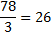 78/3 = 26